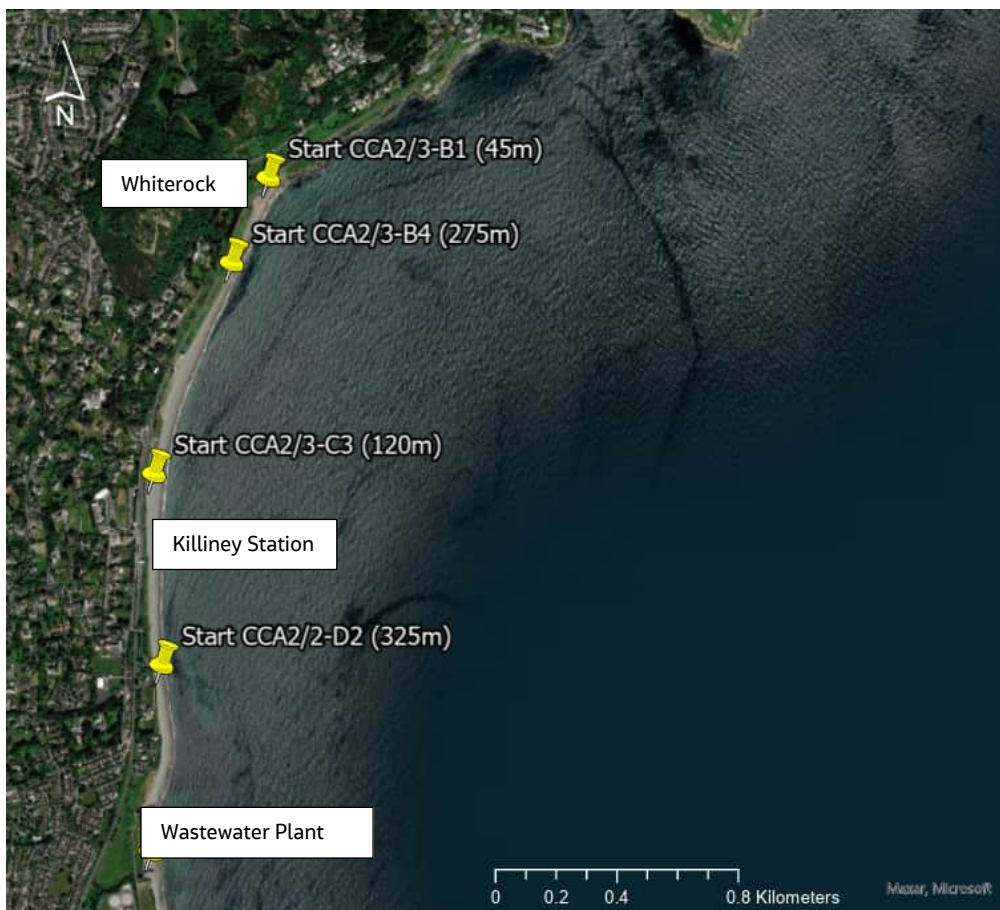 N
Start CCA2/3-B1 (45m)
Whiterock
Start CCA2/3-B4 (275m)
Start CCA2/3-C3 (120m)
Killiney Station
Start CCA2/2-D2 (325m)
Wastewater Plant
0 0.2 0.4 0.8 Kilometers
Maxar, Microsoft